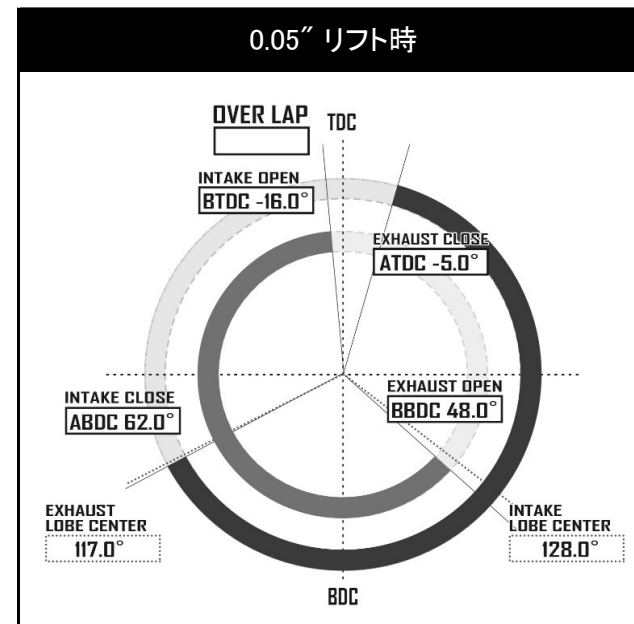 0.05″ リフト時
OVER LAP
TDC
INTAKE OPEN
BTDC -16.0°
EXHAUST CLOSE
ATDC -5.0°
INTAKE CLOSE
ABDC 62.0°
EXHAUST OPEN
BBDC 48.0°
EXHAUST
LOBE CENTER
117.0°
INTAKE
LOBE CENTER
128.0°
BDC